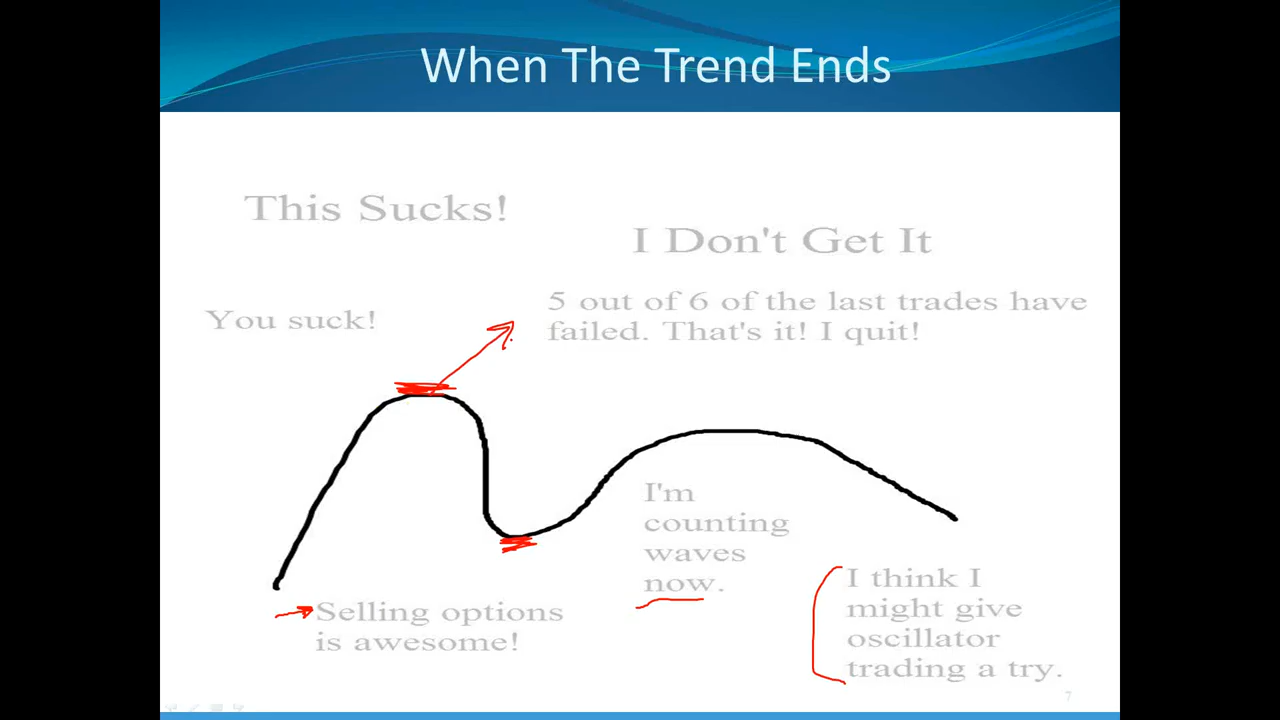 When The Trend Ends
This Sucks!
I Don't Get It
You suck!
5 out of 6 of the last trades have
failed. That's it! I quit!
I'm
counting
waves
now.
Selling options
is awesome!
I think I
might give
oscillator
trading a try.
7